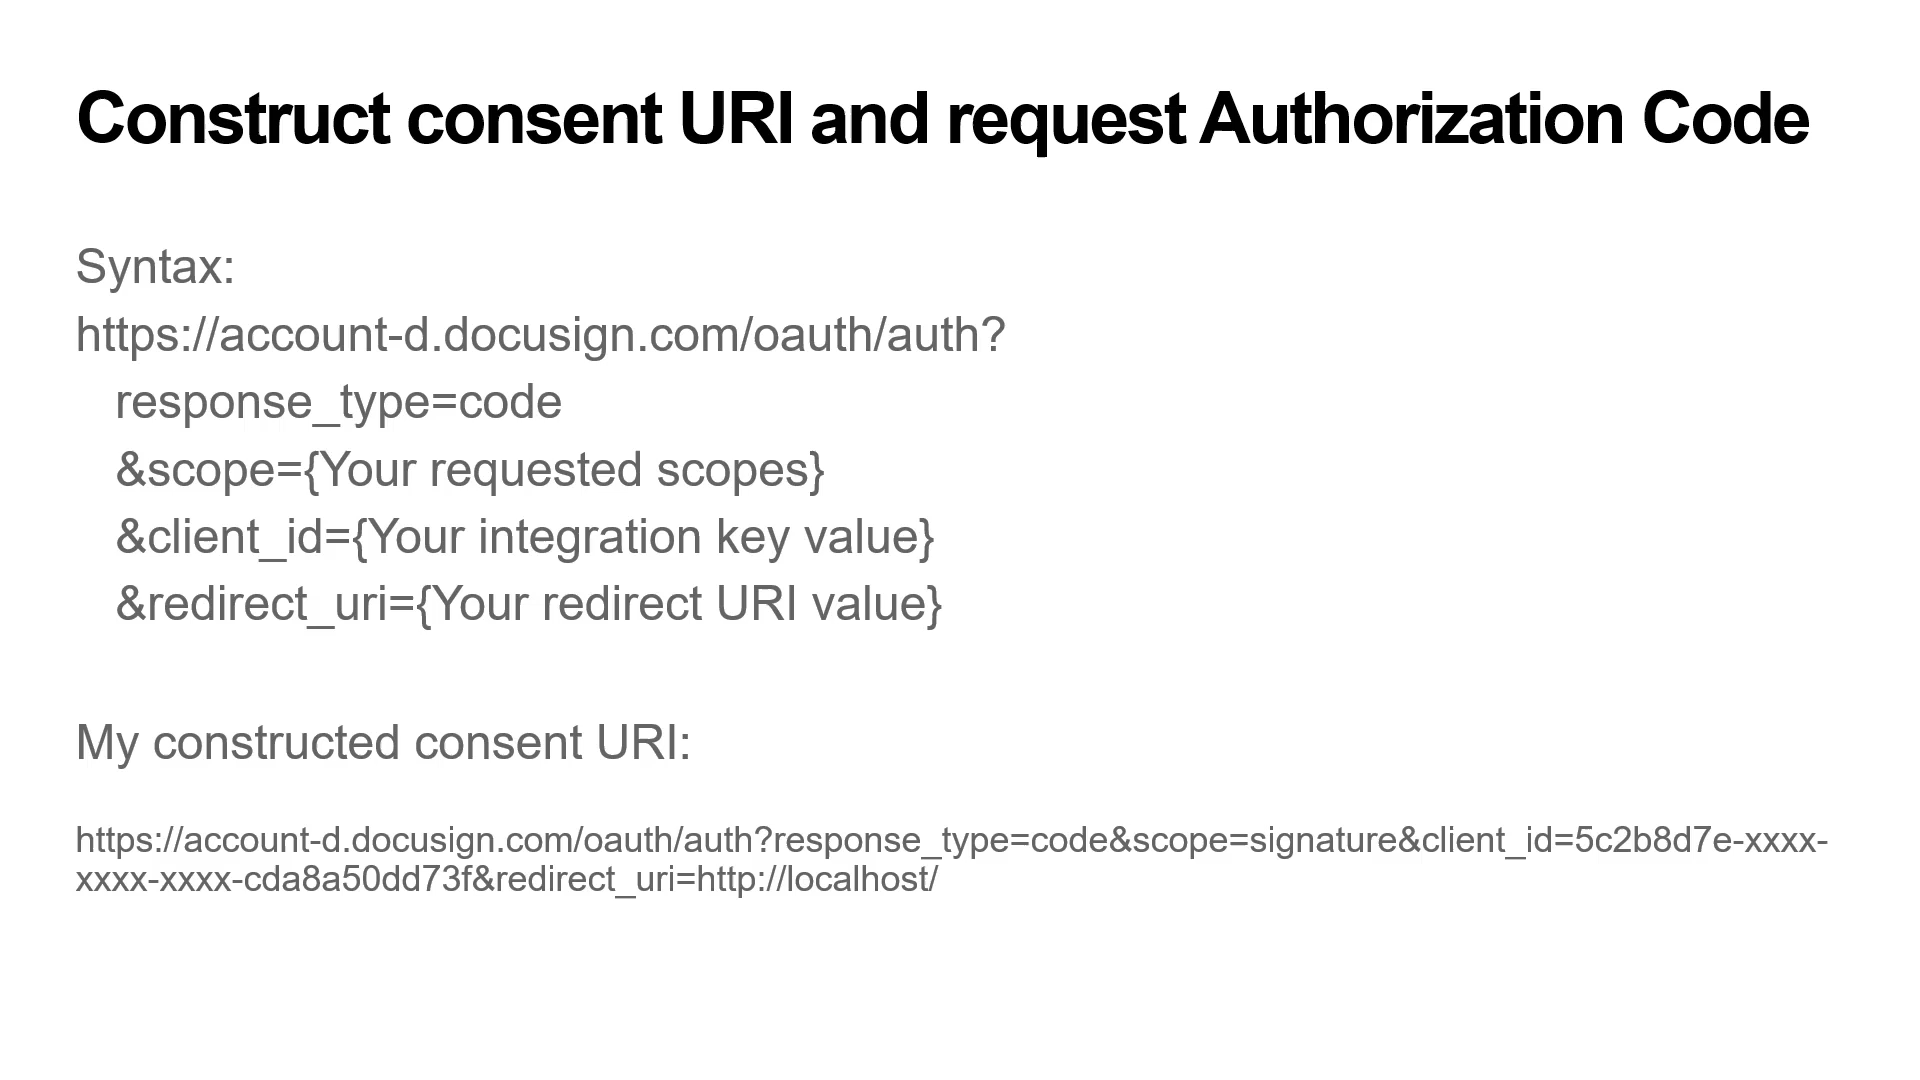 Construct consent URI and request Authorization Code
Syntax:
https://account-d.docusign.com/oauth/auth?
response_type=code
&scope={Your requested scopes}
&client_id={Your integration key value}
&redirect_uri={Your redirect URI value}
My constructed consent URI:
https://account-d.docusign.com/oauth/auth?response_type=code&scope=signature&client_id=5c2b8d7e-xxxx-
xxxx-xxxx-cda8a50dd73f&redirect_uri=http://localhost/